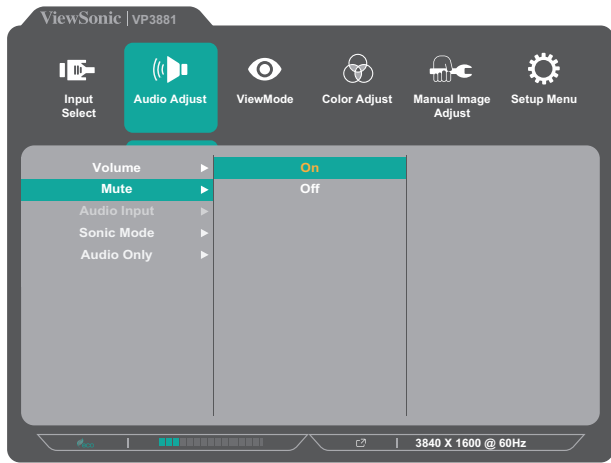 ViewSonic | VP3881
Input Select
Audio Adjust
ViewMode
Color Adjust
Manual Image Adjust
Setup Menu
Volume
On
Mute
Off
Audio Input
Sonic Mode
Audio Only
3840 X 1600 @ 60Hz